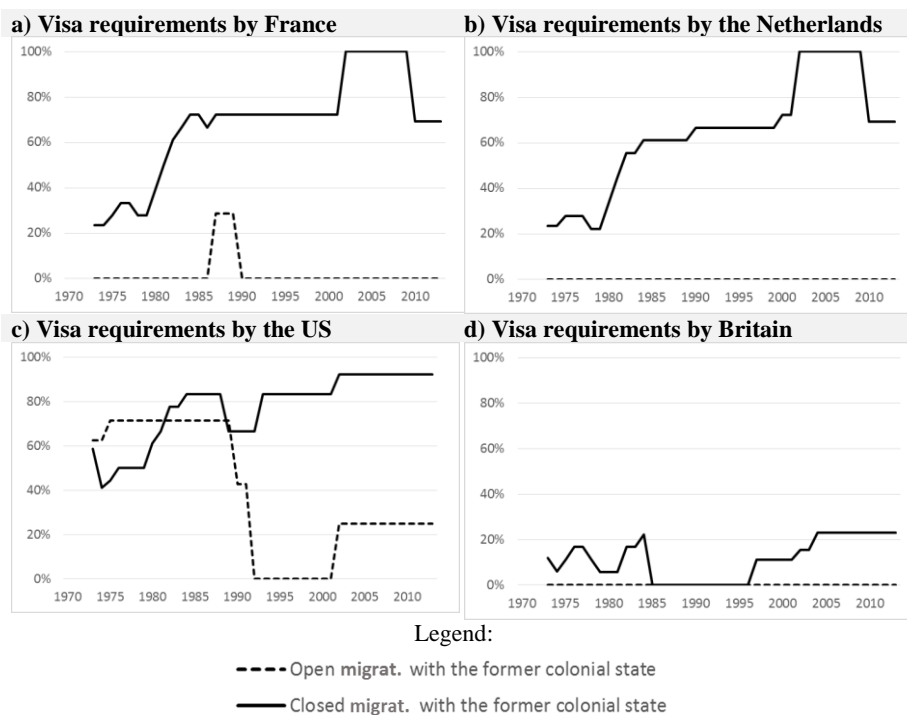 a) Visa requirements by France
100%
80%
60%
40%
20%
0%
1970 1975 1980 1985 1990 1995 2000 2005 2010
b) Visa requirements by the Netherlands
100%
80%
60%
40%
20%
0%
1970 1975 1980 1985 1990 1995 2000 2005 2010
c) Visa requirements by the US
100%
80%
60%
40%
20%
0%
1970 1975 1980 1985 1990 1995 2000 2005 2010
d) Visa requirements by Britain
100%
80%
60%
40%
20%
0%
1970 1975 1980 1985 1990 1995 2000 2005 2010
Legend:
Open migrat. with the former colonial state
Closed migrat. with the former colonial state